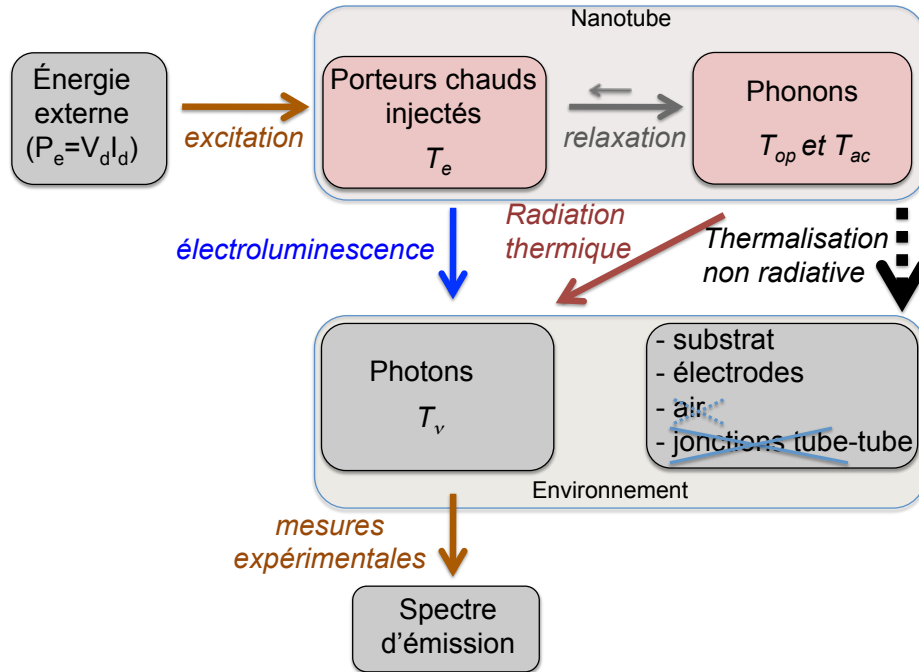 Nanotube
Énergie
externe
(Pe=VdId)
excitation
Porteurs chauds
injectés
Te
relaxation
Phonons
Top et Tac
électroluminescence
Radiation
thermique
Thermalisation
non radiative
Photons
Tν
- substrat
- électrodes
- air
- jonctions tube-tube
Environnement
mesures
expérimentales
Spectre
d’émission